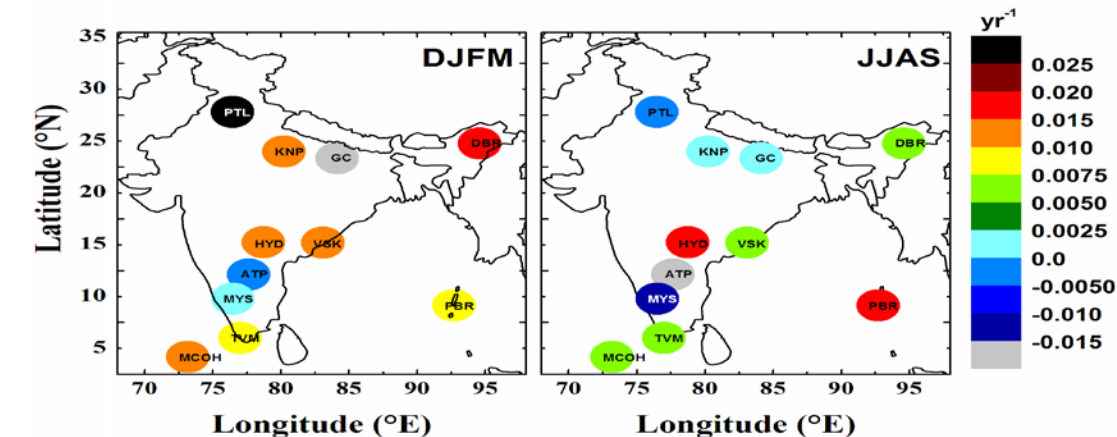 DJFM
JJAS
yr-1
Latitude (°N)
35
30
25
20
15
10
5
PTL
KNP
GC
DBR
HYD
VSK
ATP
MYS
PBR
TVM
MCOH
70 75 80 85 90 95
Longitude (°E)
PTL
KNP
GC
DBR
HYD
VSK
ATP
MYS
PBR
TVM
MCOH
70 75 80 85 90 95
Longitude (°E)
0.025
0.020
0.015
0.010
0.0075
0.0050
0.0025
0.0
-0.0050
-0.010
-0.015